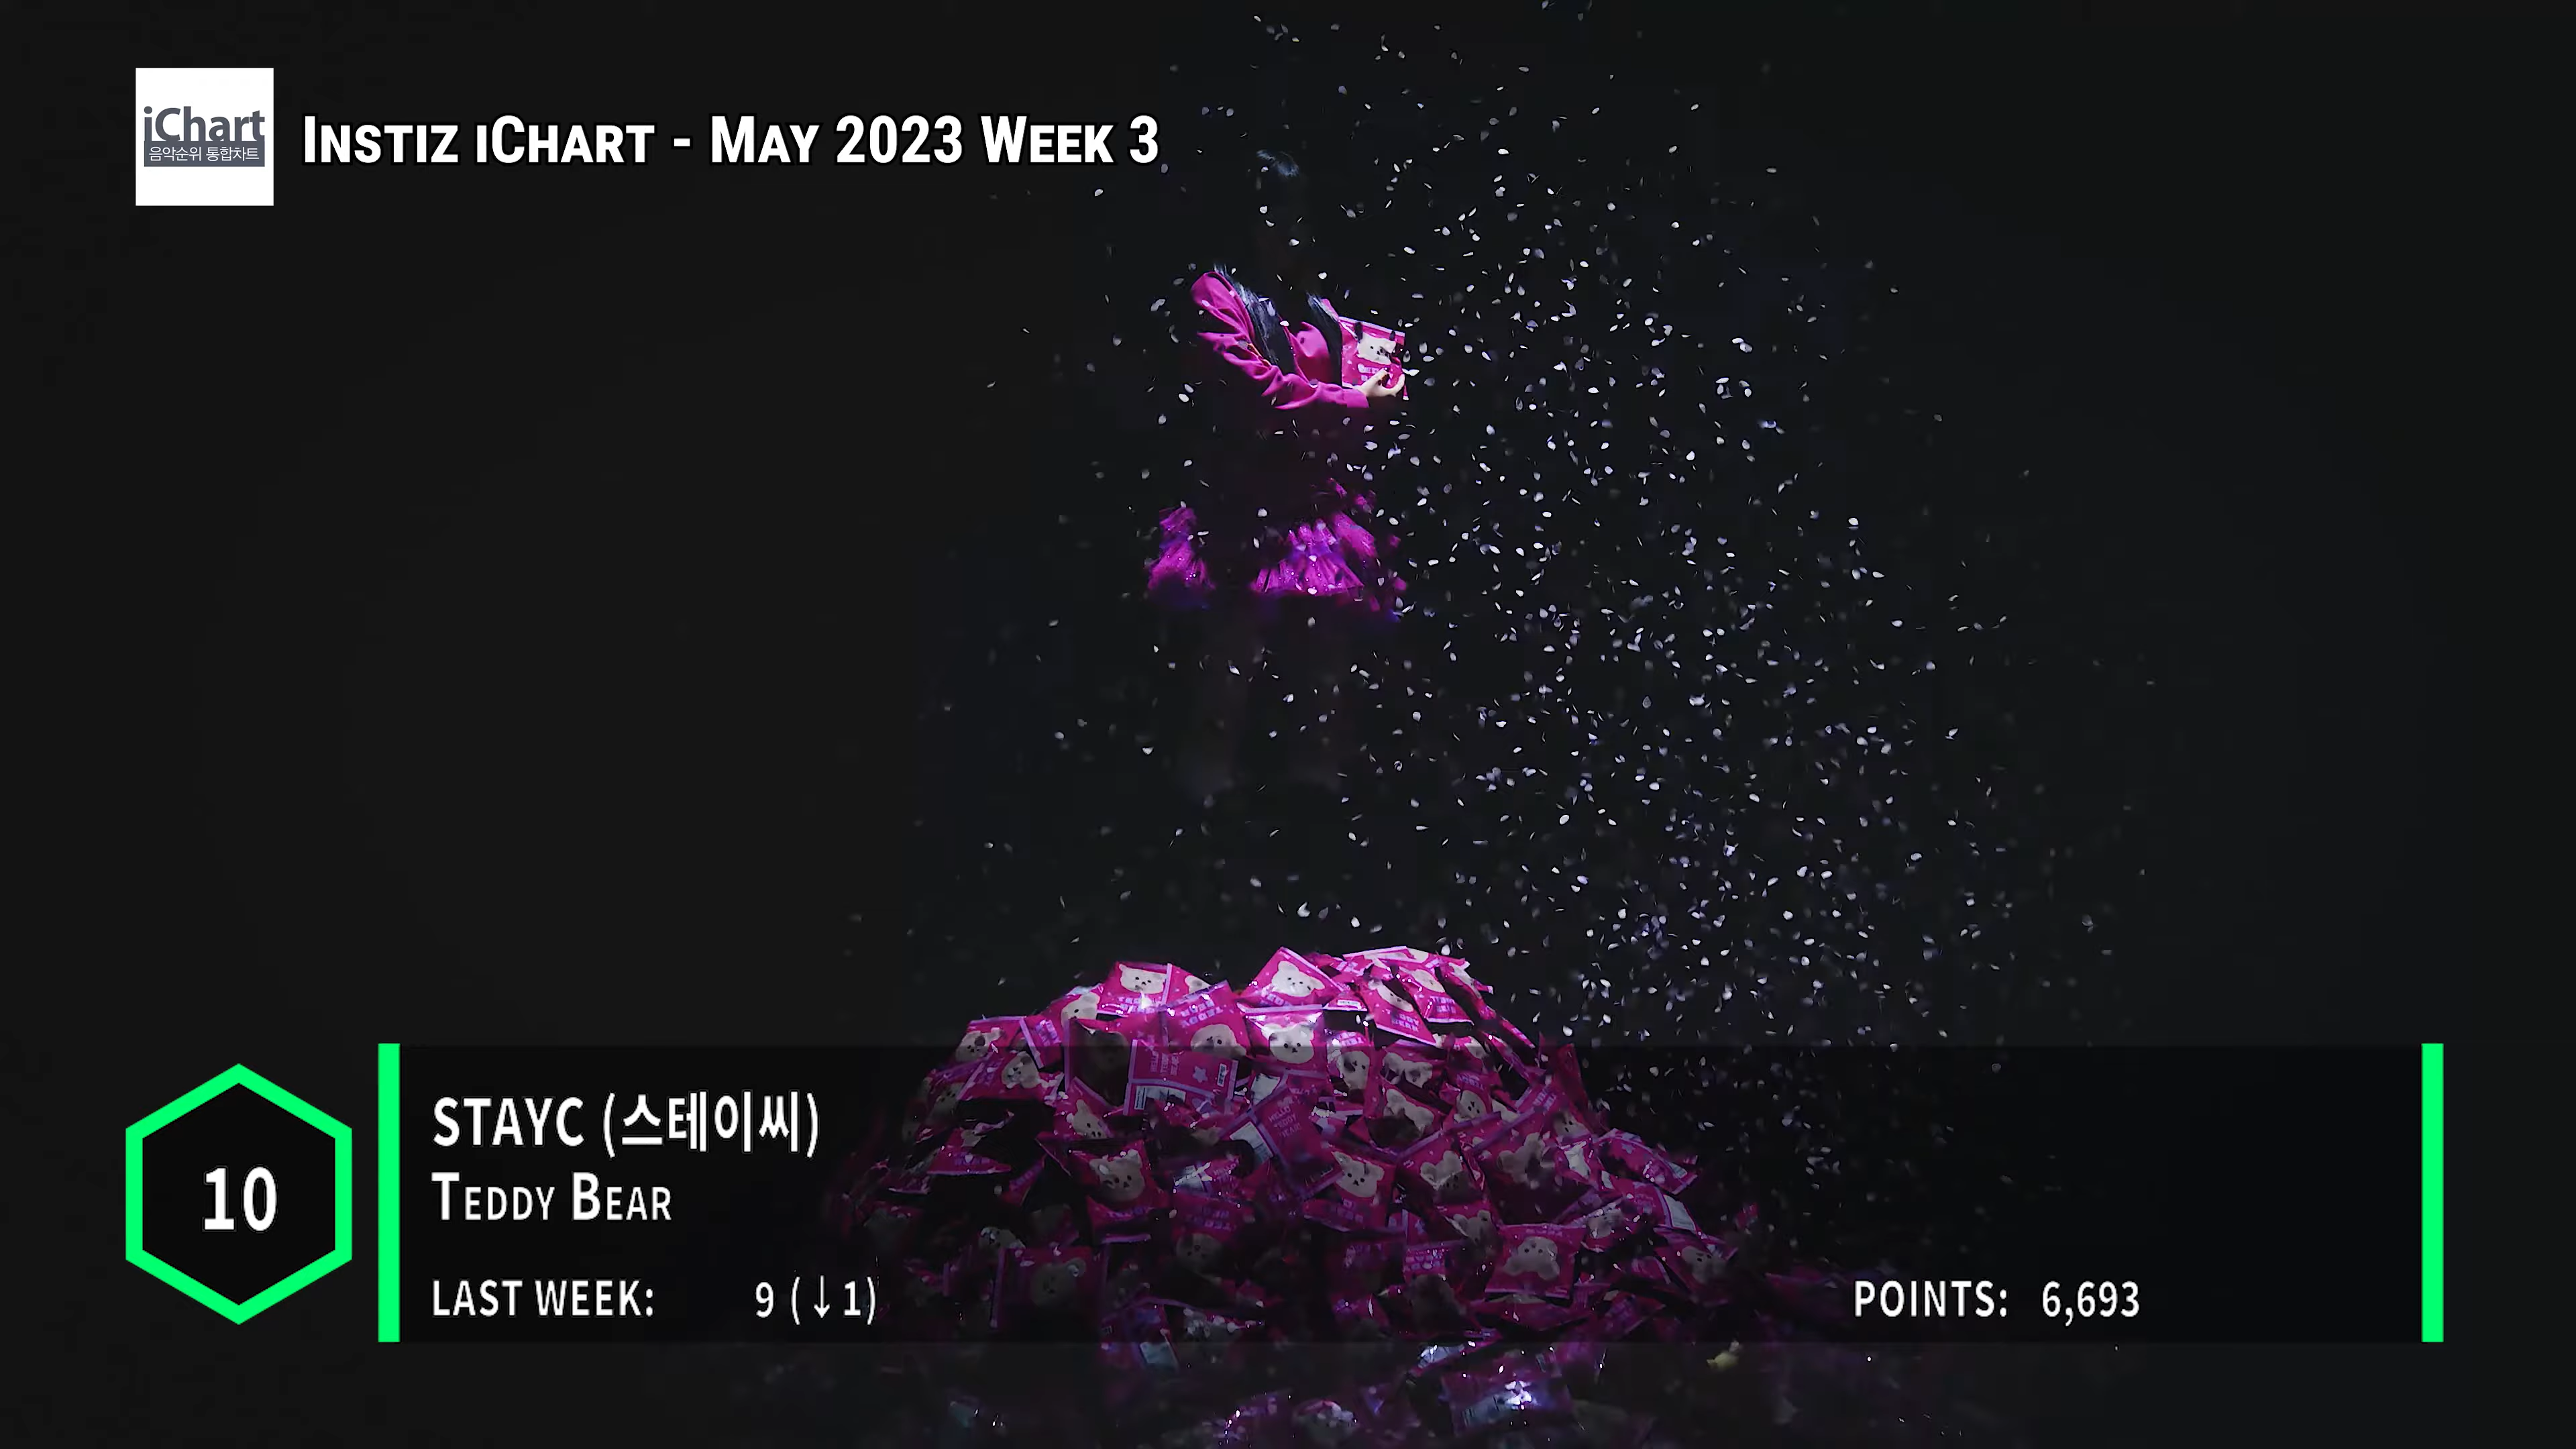 iChart
음악순위 통합차트
INSTIZ ICHART - MAY 2023 WEEK 3
10
STAYC (스테이씨)
TEDDY BEAR
LAST WEEK: 9 (↓1)
POINTS: 6,693